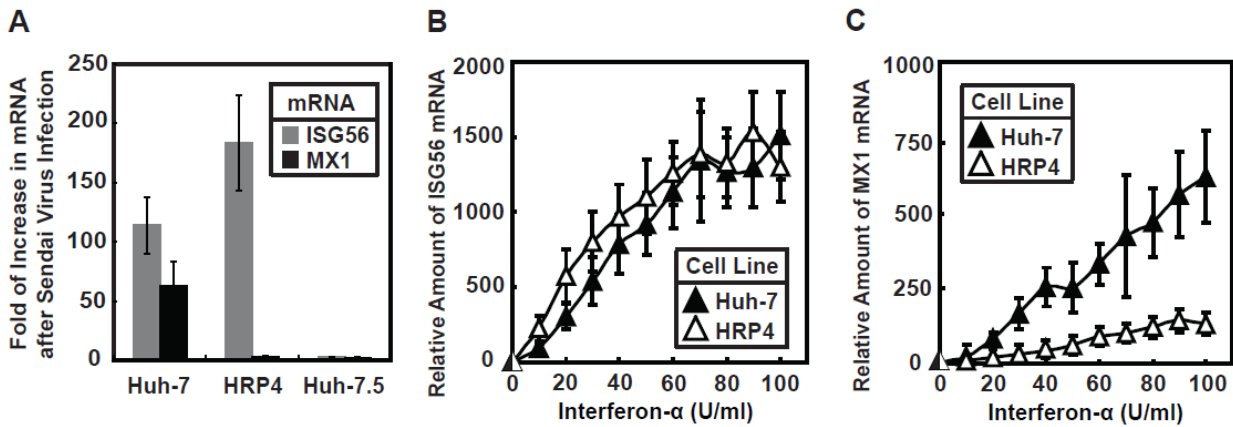 A
Fold of Increase in mRNA
after Sendai Virus Infection
250
200
150
100
50
0
mRNA
ISG56
MX1
Huh-7 HRP4 Huh-7.5
B
Relative Amount of ISG56 mRNA
2000
1500
1000
500
0
Cell Line
Huh-7
HRP4
0 20 40 60 80 100
Interferon-α (U/ml)
C
Relative Amount of MX1 mRNA
1000
750
500
250
0
Cell Line
Huh-7
HRP4
0 20 40 60 80 100
Interferon-α (U/ml)